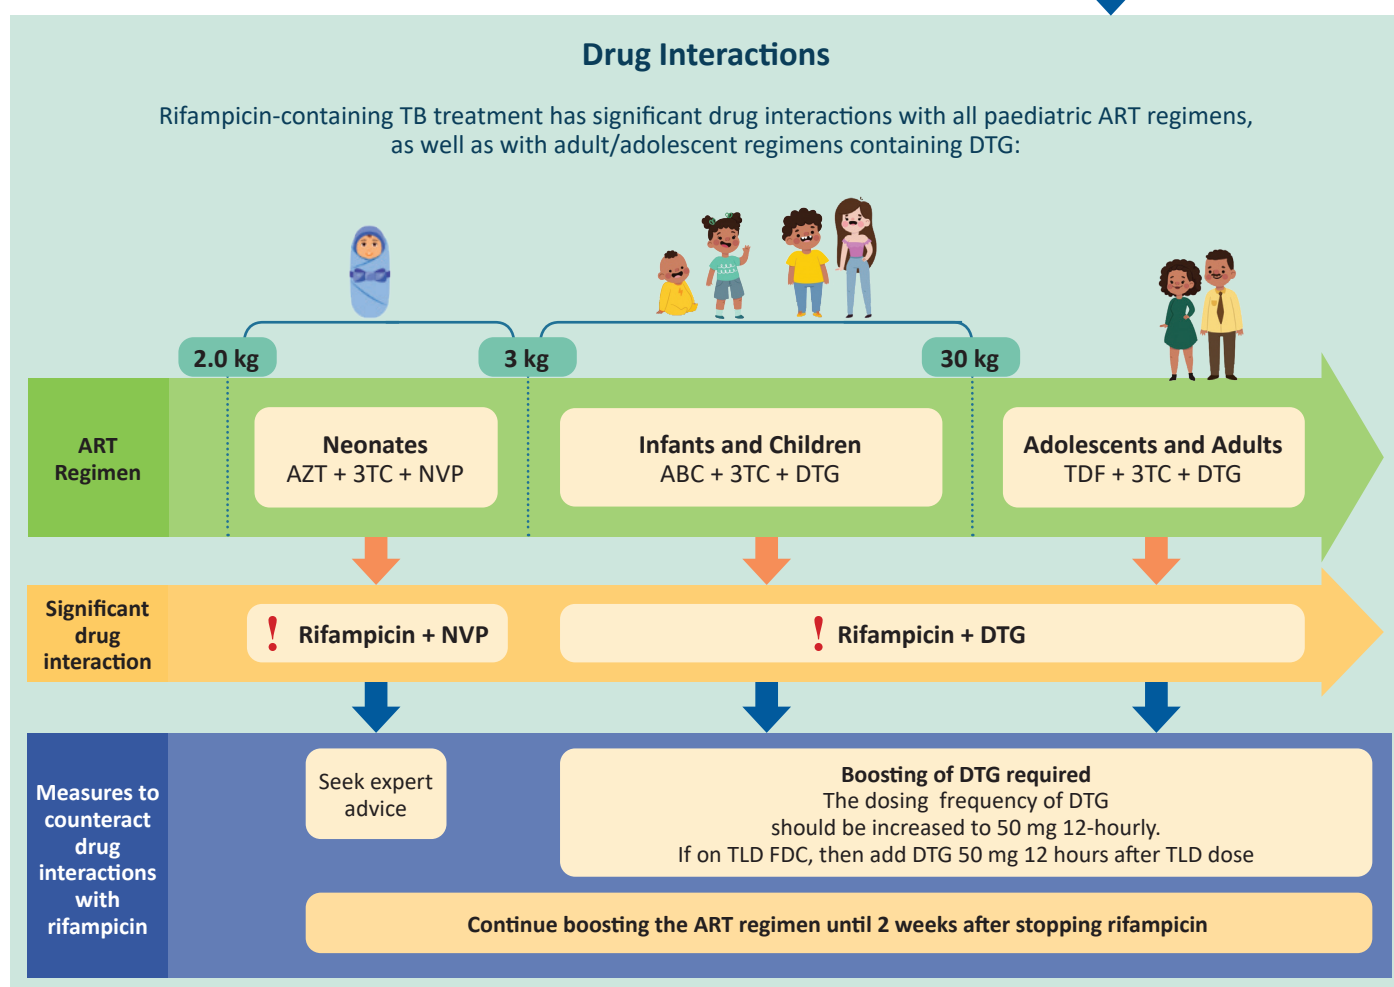 Drug Interactions
Rifampicin-containing TB treatment has significant drug interactions with all paediatric ART regimens,
as well as with adult/adolescent regimens containing DTG:
2.0 kg
3 kg
30 kg
ART
Regimen
Neonates
AZT + 3TC + NVP
Infants and Children
ABC + 3TC + DTG
Adolescents and Adults
TDF + 3TC + DTG
Significant
drug
interaction
! Rifampicin + NVP
! Rifampicin + DTG
Measures to
counteract
drug
interactions
with
rifampicin
Seek expert
advice
Boosting of DTG required
The dosing frequency of DTG
should be increased to 50 mg 12-hourly.
If on TLD FDC, then add DTG 50 mg 12 hours after TLD dose
Continue boosting the ART regimen until 2 weeks after stopping rifampicin